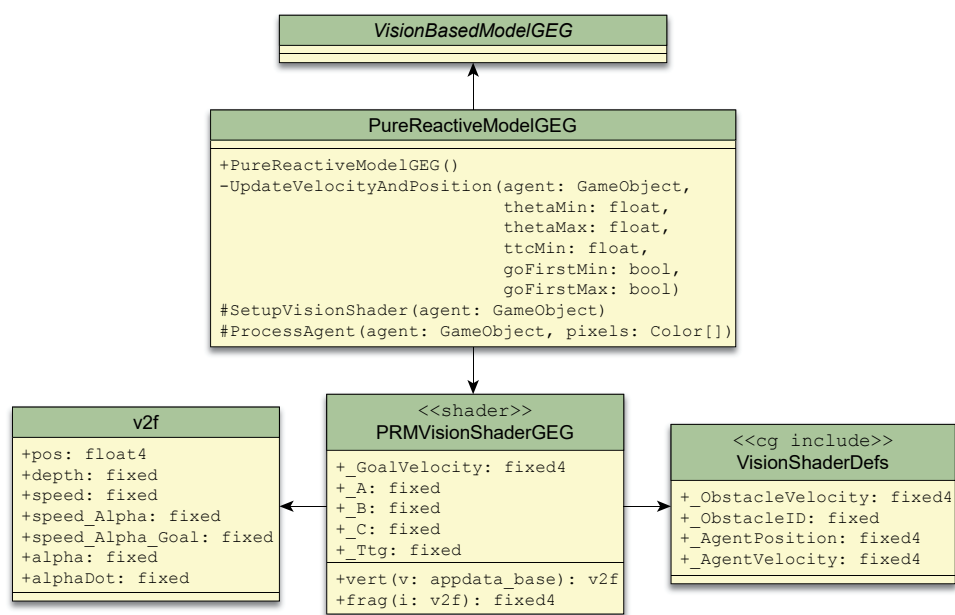 VisionBasedModelGEG
PureReactiveModelGEG
+PureReactiveModelGEG()
-UpdateVelocityAndPosition(agent: GameObject,
thetaMin: float,
thetaMax: float,
ttcMin: float,
goFirstMin: bool,
goFirstMax: bool)
#SetupVisionShader(agent: GameObject)
#ProcessAgent(agent: GameObject, pixels: Color[])
v2f
+pos: float4
+depth: fixed
+speed: fixed
+speed_Alpha: fixed
+speed_Alpha_Goal: fixed
+alpha: fixed
+alphaDot: fixed
<<shader>>
PRMVisionShaderGEG
+_GoalVelocity: fixed4
+_A: fixed
+_B: fixed
+_C: fixed
+_Ttg: fixed
+vert(v: appdata_base): v2f
+frag(i: v2f): fixed4
<<cg include>>
VisionShaderDefs
+_ObstacleVelocity: fixed4
+_ObstacleID: fixed
+_AgentPosition: fixed4
+_AgentVelocity: fixed4